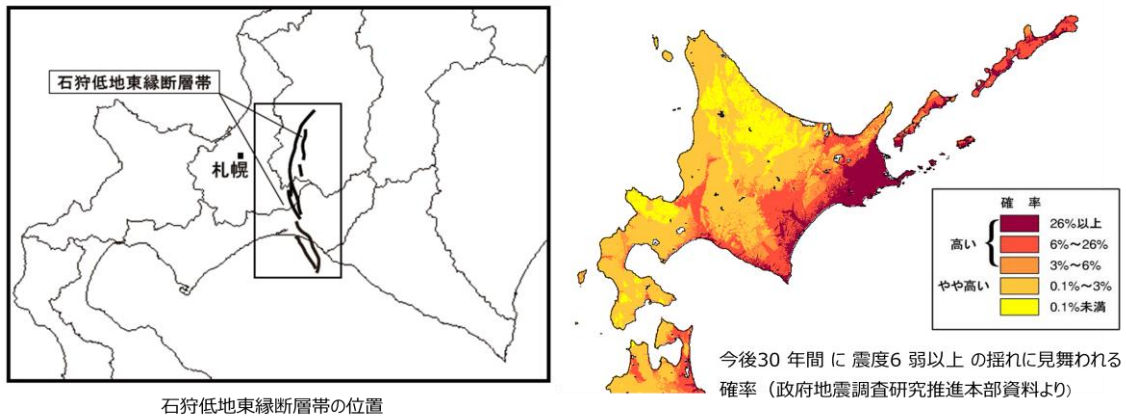 石狩低地東縁断層帯
札幌
石狩低地東縁断層帯の位置
確 率
高い
26%以上
6%～26%
3%～6%
やや高い
0.1%～3%
0.1%未満
今後30 年間 に 震度6 弱以上 の揺れに見舞われる
確率（政府地震調査研究推進本部資料より）